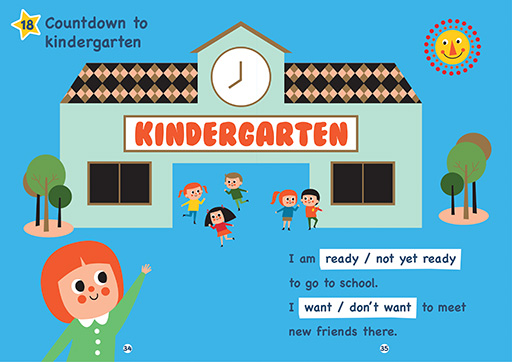 18 Countdown to
kindergarten
KINDERGARTEN
I am ready / not yet ready
to go to school.
I want / don't want to meet
new friends there.
34
35